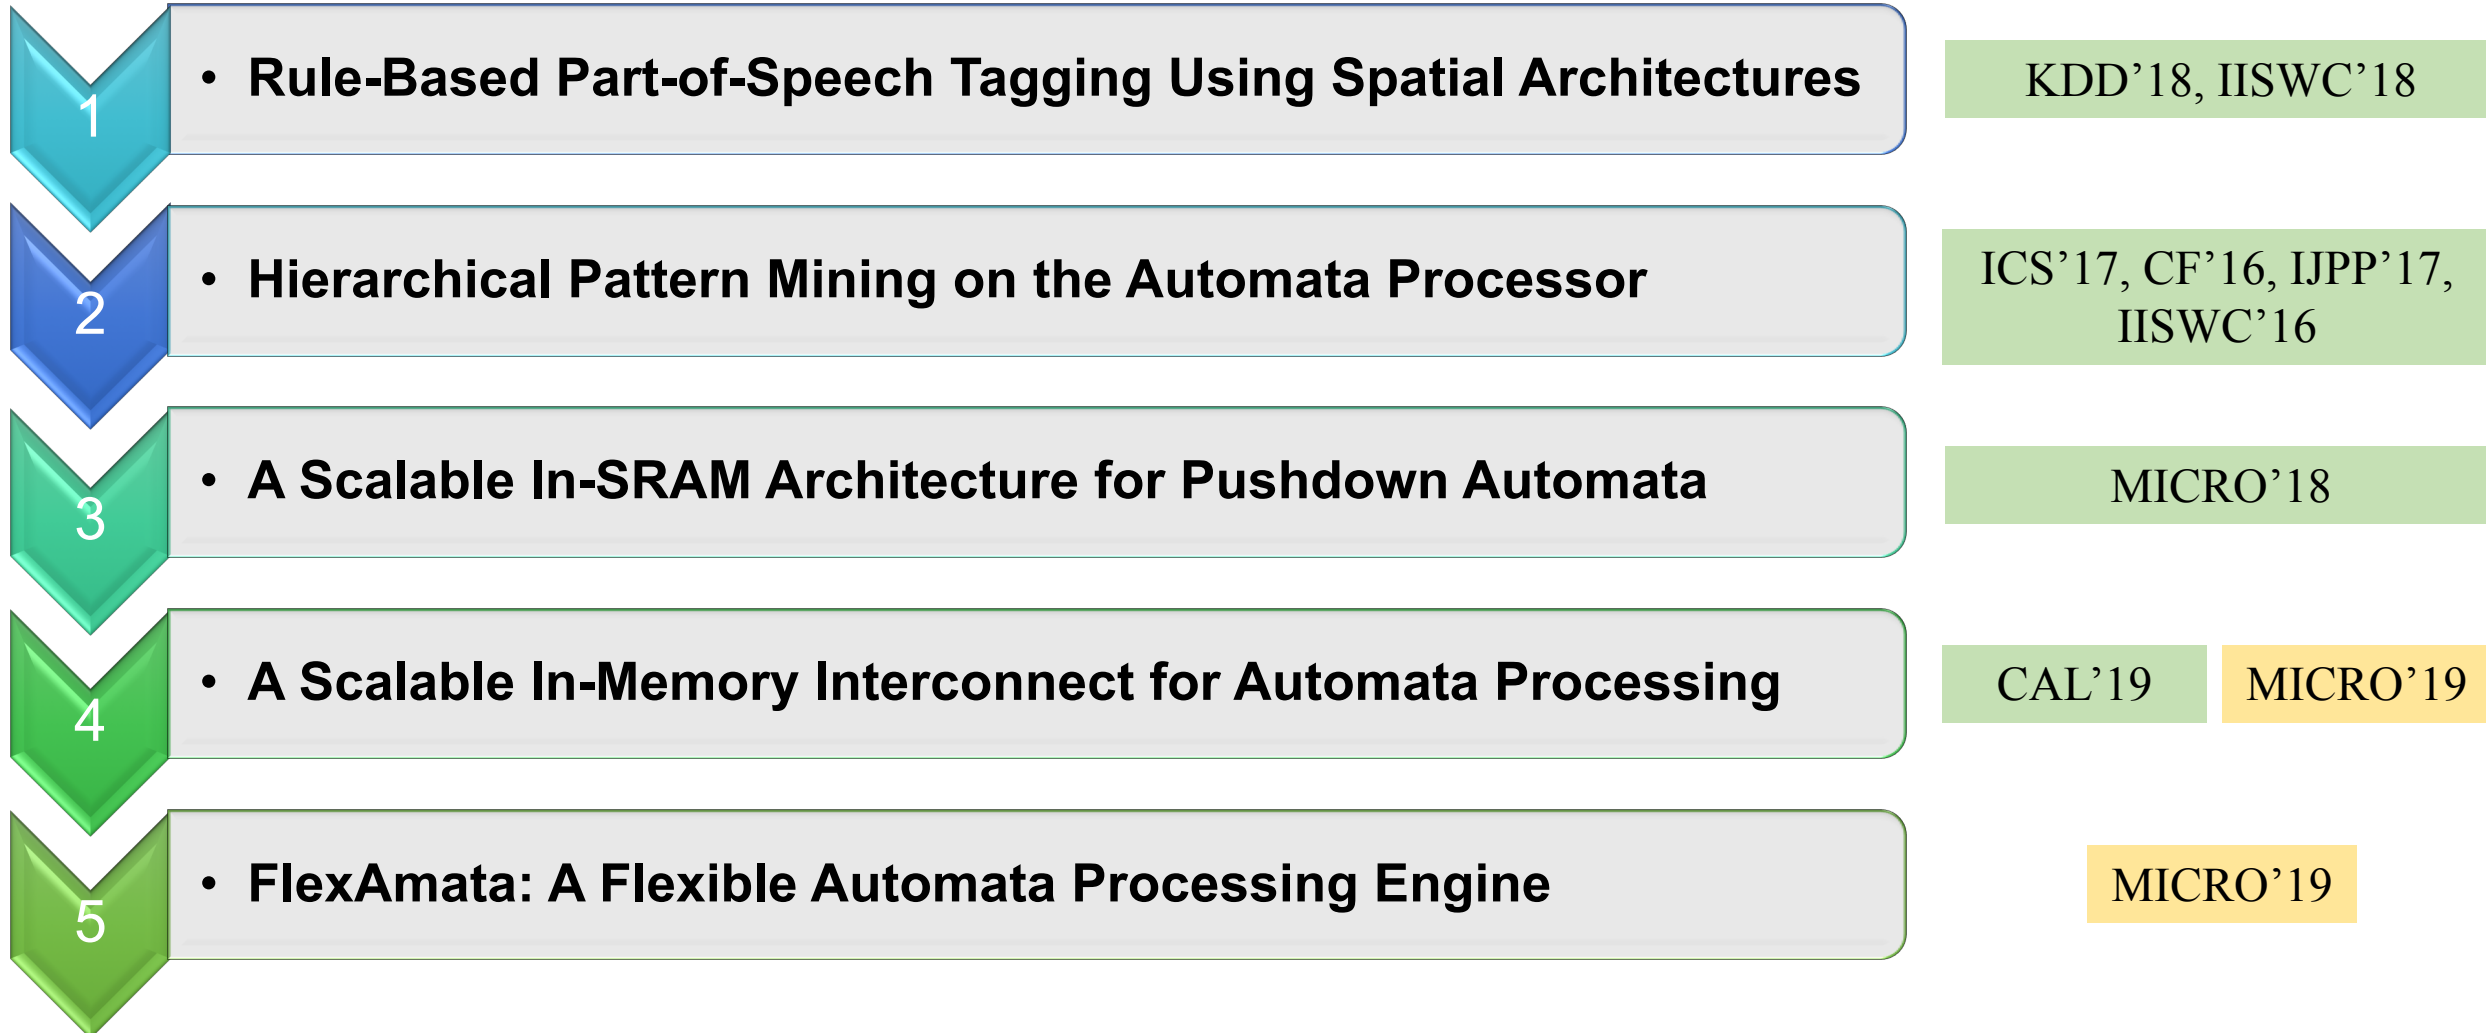 1
• Rule-Based Part-of-Speech Tagging Using Spatial Architectures
KDD’18, IISWC’18
2
• Hierarchical Pattern Mining on the Automata Processor
ICS’17, CF’16, IJPP’17,
IISWC’16
3
• A Scalable In-SRAM Architecture for Pushdown Automata
MICRO’18
4
• A Scalable In-Memory Interconnect for Automata Processing
CAL’19
MICRO’19
5
• FlexAmata: A Flexible Automata Processing Engine
MICRO’19